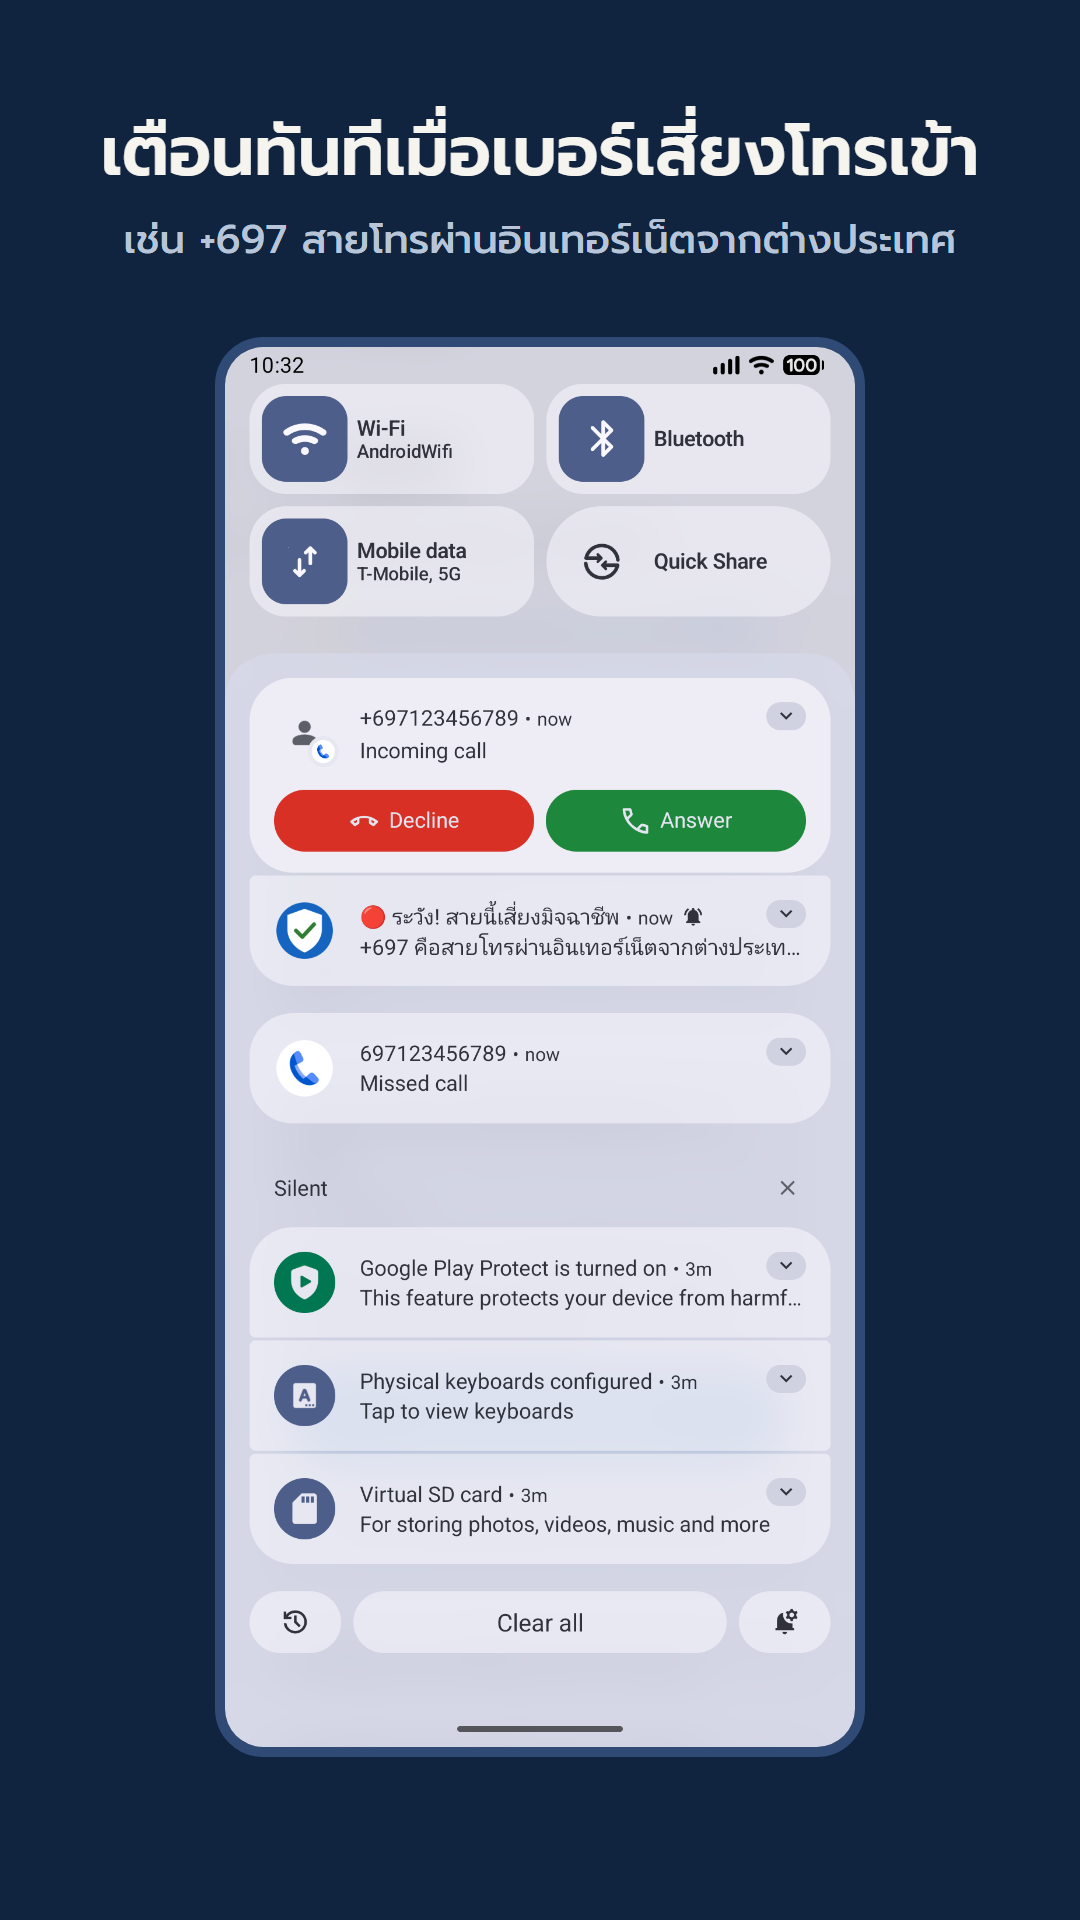 เตือนทันทีเมื่อเบอร์เสี่ยงโทรเข้า
เช่น +697 สายโทรผ่านอินเทอร์เน็ตจากต่างประเทศ
10:32
100
Wi-Fi
AndroidWifi
Bluetooth
Mobile data
T-Mobile, 5G
Quick Share
+697123456789 • now
Incoming call
Decline
Answer
🔴 ระวัง! สายนี้เสี่ยงมิจฉาชีพ • now
+697 คือสายโทรผ่านอินเทอร์เน็ตจากต่างประเท...
697123456789 • now
Missed call
Silent
Google Play Protect is turned on • 3m
This feature protects your device from harmf...
Physical keyboards configured • 3m
Tap to view keyboards
Virtual SD card • 3m
For storing photos, videos, music and more
Clear all